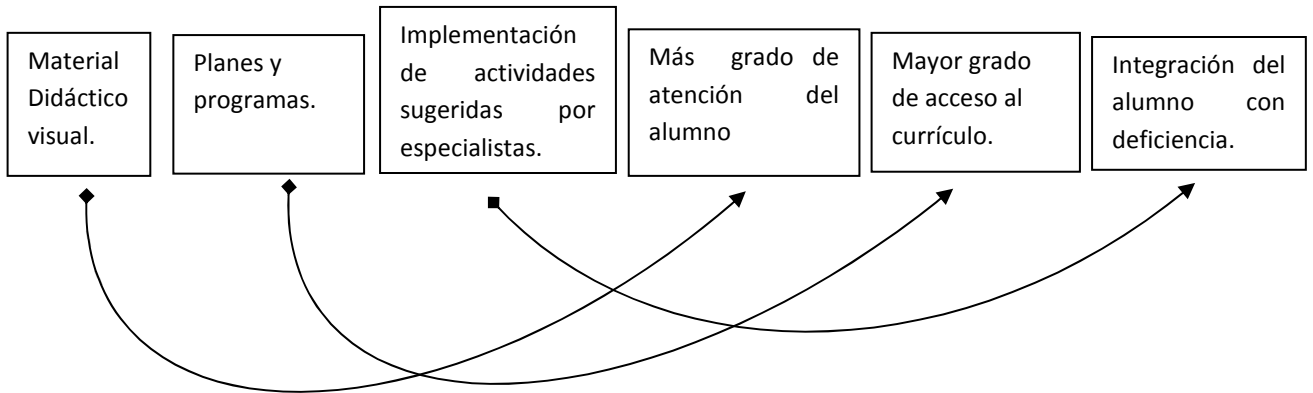 Material
Didáctico
visual.
Planes y
programas.
Implementación
de actividades
sugeridas por
especialistas.
Más grado de
atención del
alumno
Mayor grado
de acceso al
currículo.
Integración del
alumno con
deficiencia.